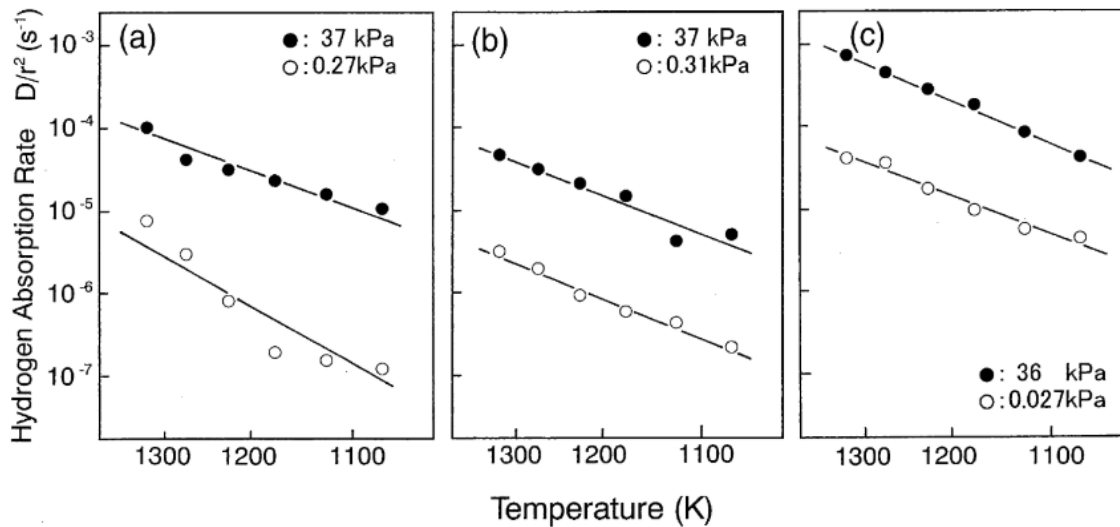 Hydrogen Absorption Rate D/r² (s⁻¹)
10⁻³
10⁻⁴
10⁻⁵
10⁻⁶
10⁻⁷
(a)
●: 37 kPa
○: 0.27kPa
1300 1200 1100
(b)
●: 37 kPa
○: 0.31kPa
1300 1200 1100
(c)
●: 36 kPa
○: 0.027kPa
1300 1200 1100
Temperature (K)